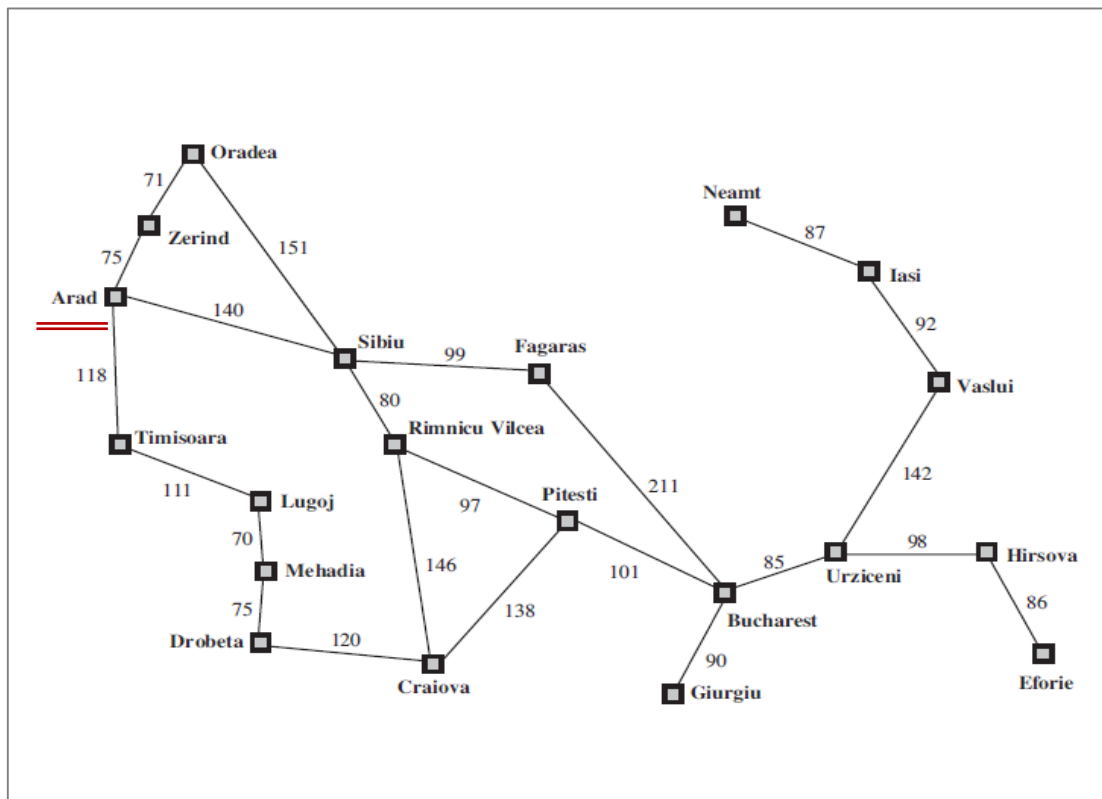 Oradea
71
Neamt
Zerind
87
151
75
Iasi
Arad
140
92
Sibiu
99
Fagaras
118
Vaslui
80
Timisoara
Rimnicu Vilcea
142
111
211
Lugoj
97
Pitesti
70
98
Hirsova
85
Urziceni
Mehadia
146
101
86
75
138
Bucharest
Drobeta
120
90
Eforie
Craiova
Giurgiu